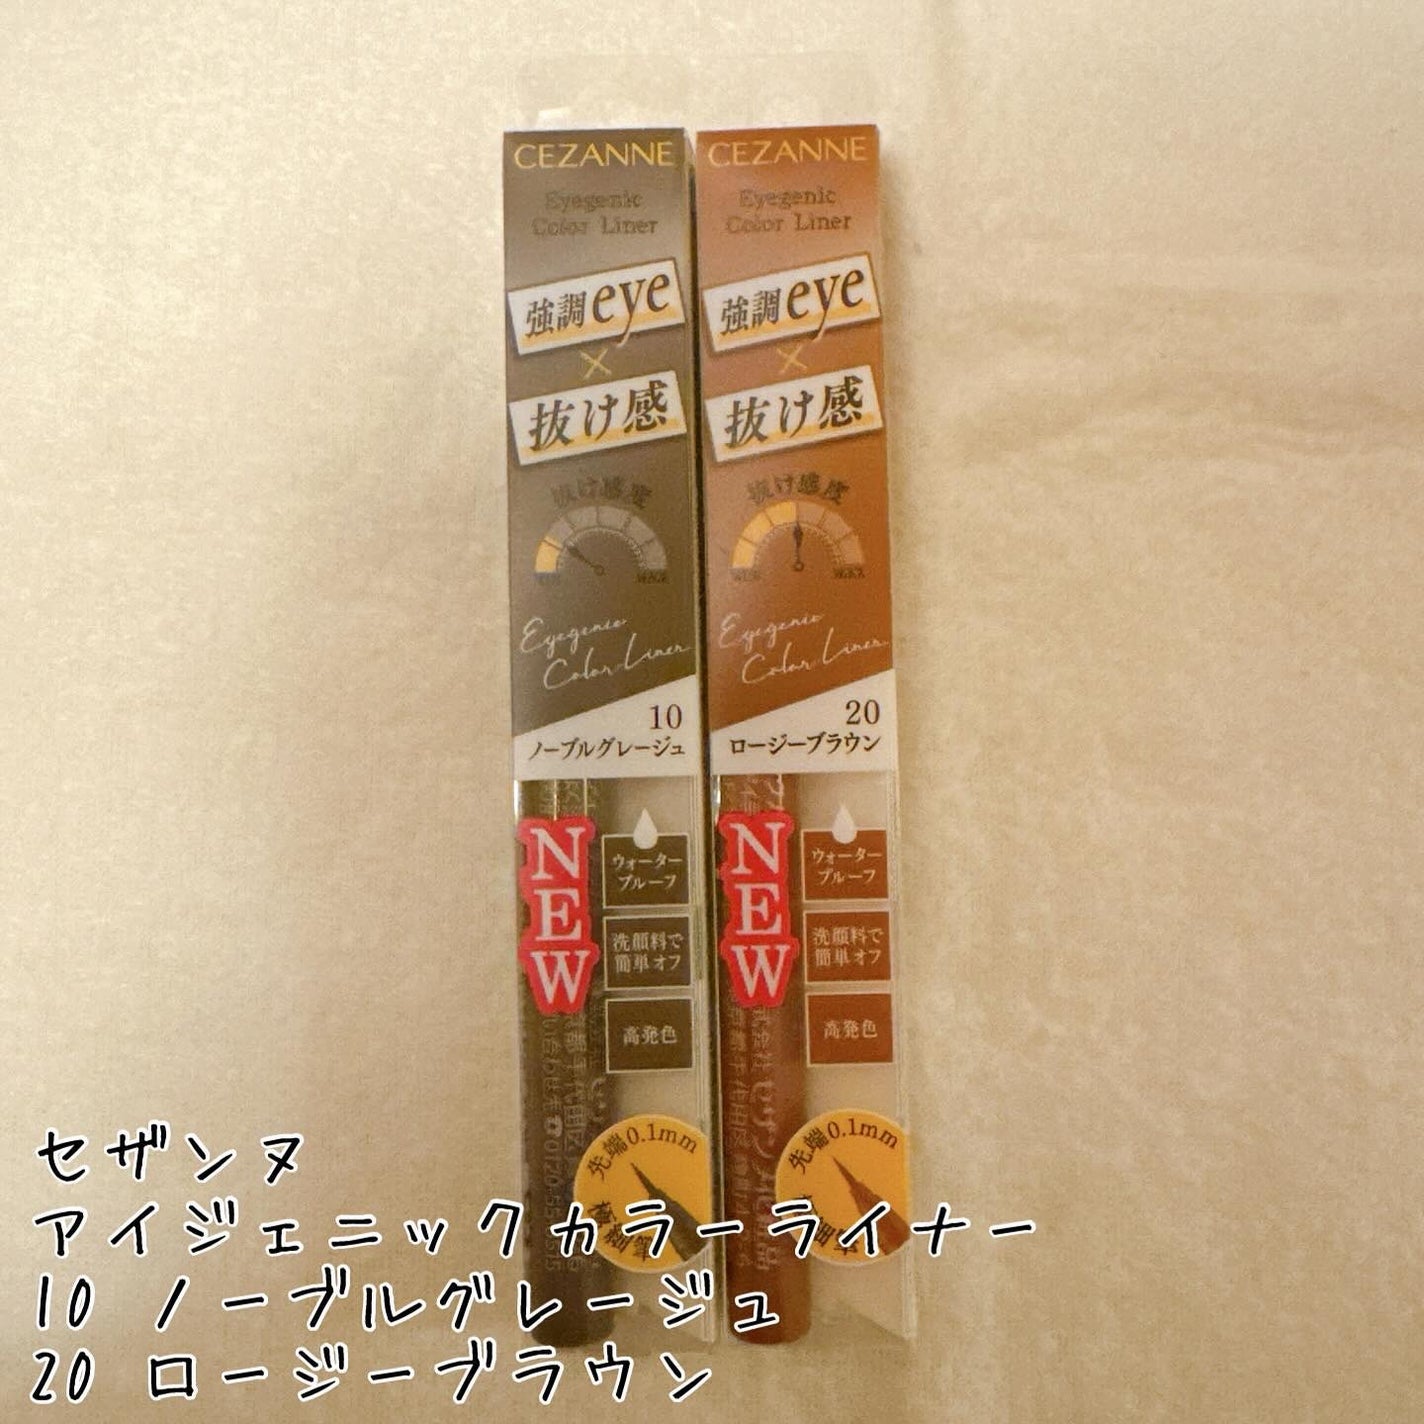 CEZANNE
Eyegenic
Color Liner
強調eye
×
抜け感
抜け感度
MAX
Eyegenic
Color Liner
10
ノーブルグレージュ
NEW
ウォーター
プルーフ
洗顔料で
簡単オフ
高発色
先端0.1mm
極細筆
CEZANNE
Eyegenic
Color Liner
強調eye
×
抜け感
抜け感度
MAX
Eyegenic
Color Liner
20
ロージーブラウン
NEW
ウォーター
プルーフ
洗顔料で
簡単オフ
高発色
先端0.1mm
セザンヌ
アイジェニックカラーライナー
10 ノーブルグレージュ
20 ロージーブラウン